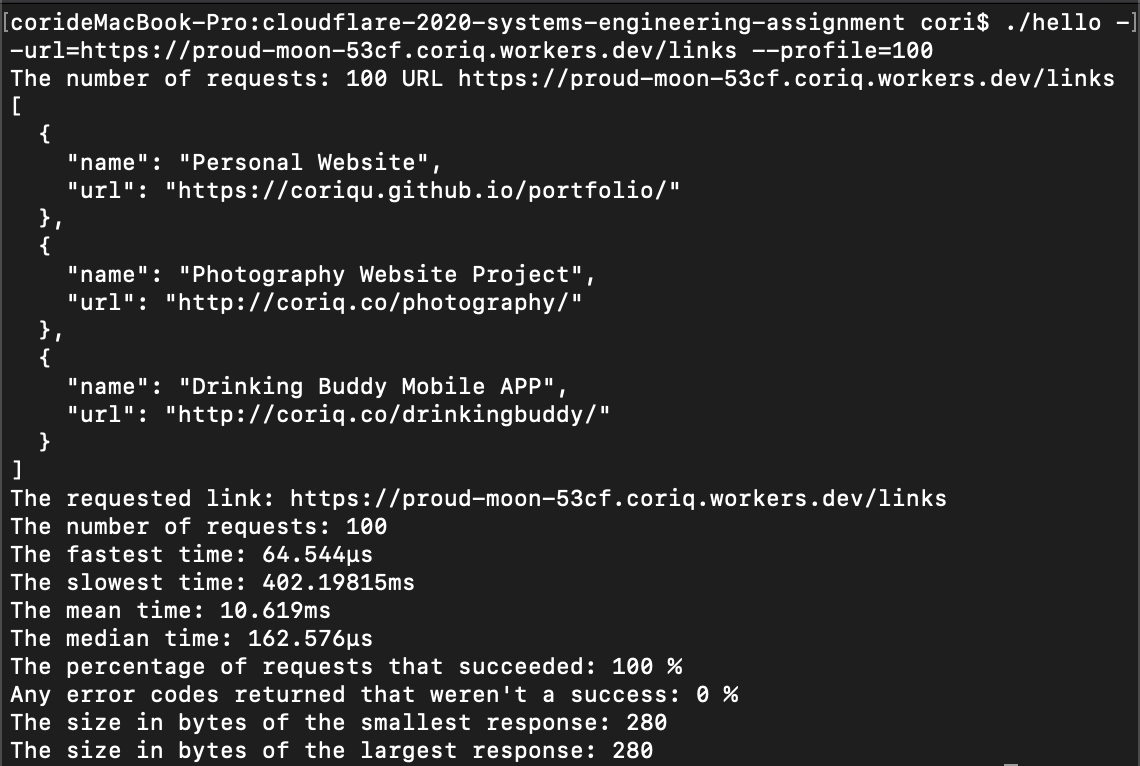 [corideMacBook-Pro:cloudflare-2020-systems-engineering-assignment cori$ ./hello -]
-url=https://proud-moon-53cf.coriq.workers.dev/links --profile=100
The number of requests: 100 URL https://proud-moon-53cf.coriq.workers.dev/links
[
  {
    "name": "Personal Website",
    "url": "https://coriqu.github.io/portfolio/"
  },
  {
    "name": "Photography Website Project",
    "url": "http://coriq.co/photography/"
  },
  {
    "name": "Drinking Buddy Mobile APP",
    "url": "http://coriq.co/drinkingbuddy/"
  }
]
The requested link: https://proud-moon-53cf.coriq.workers.dev/links
The number of requests: 100
The fastest time: 64.544µs
The slowest time: 402.19815ms
The mean time: 10.619ms
The median time: 162.576µs
The percentage of requests that succeeded: 100 %
Any error codes returned that weren't a success: 0 %
The size in bytes of the smallest response: 280
The size in bytes of the largest response: 280